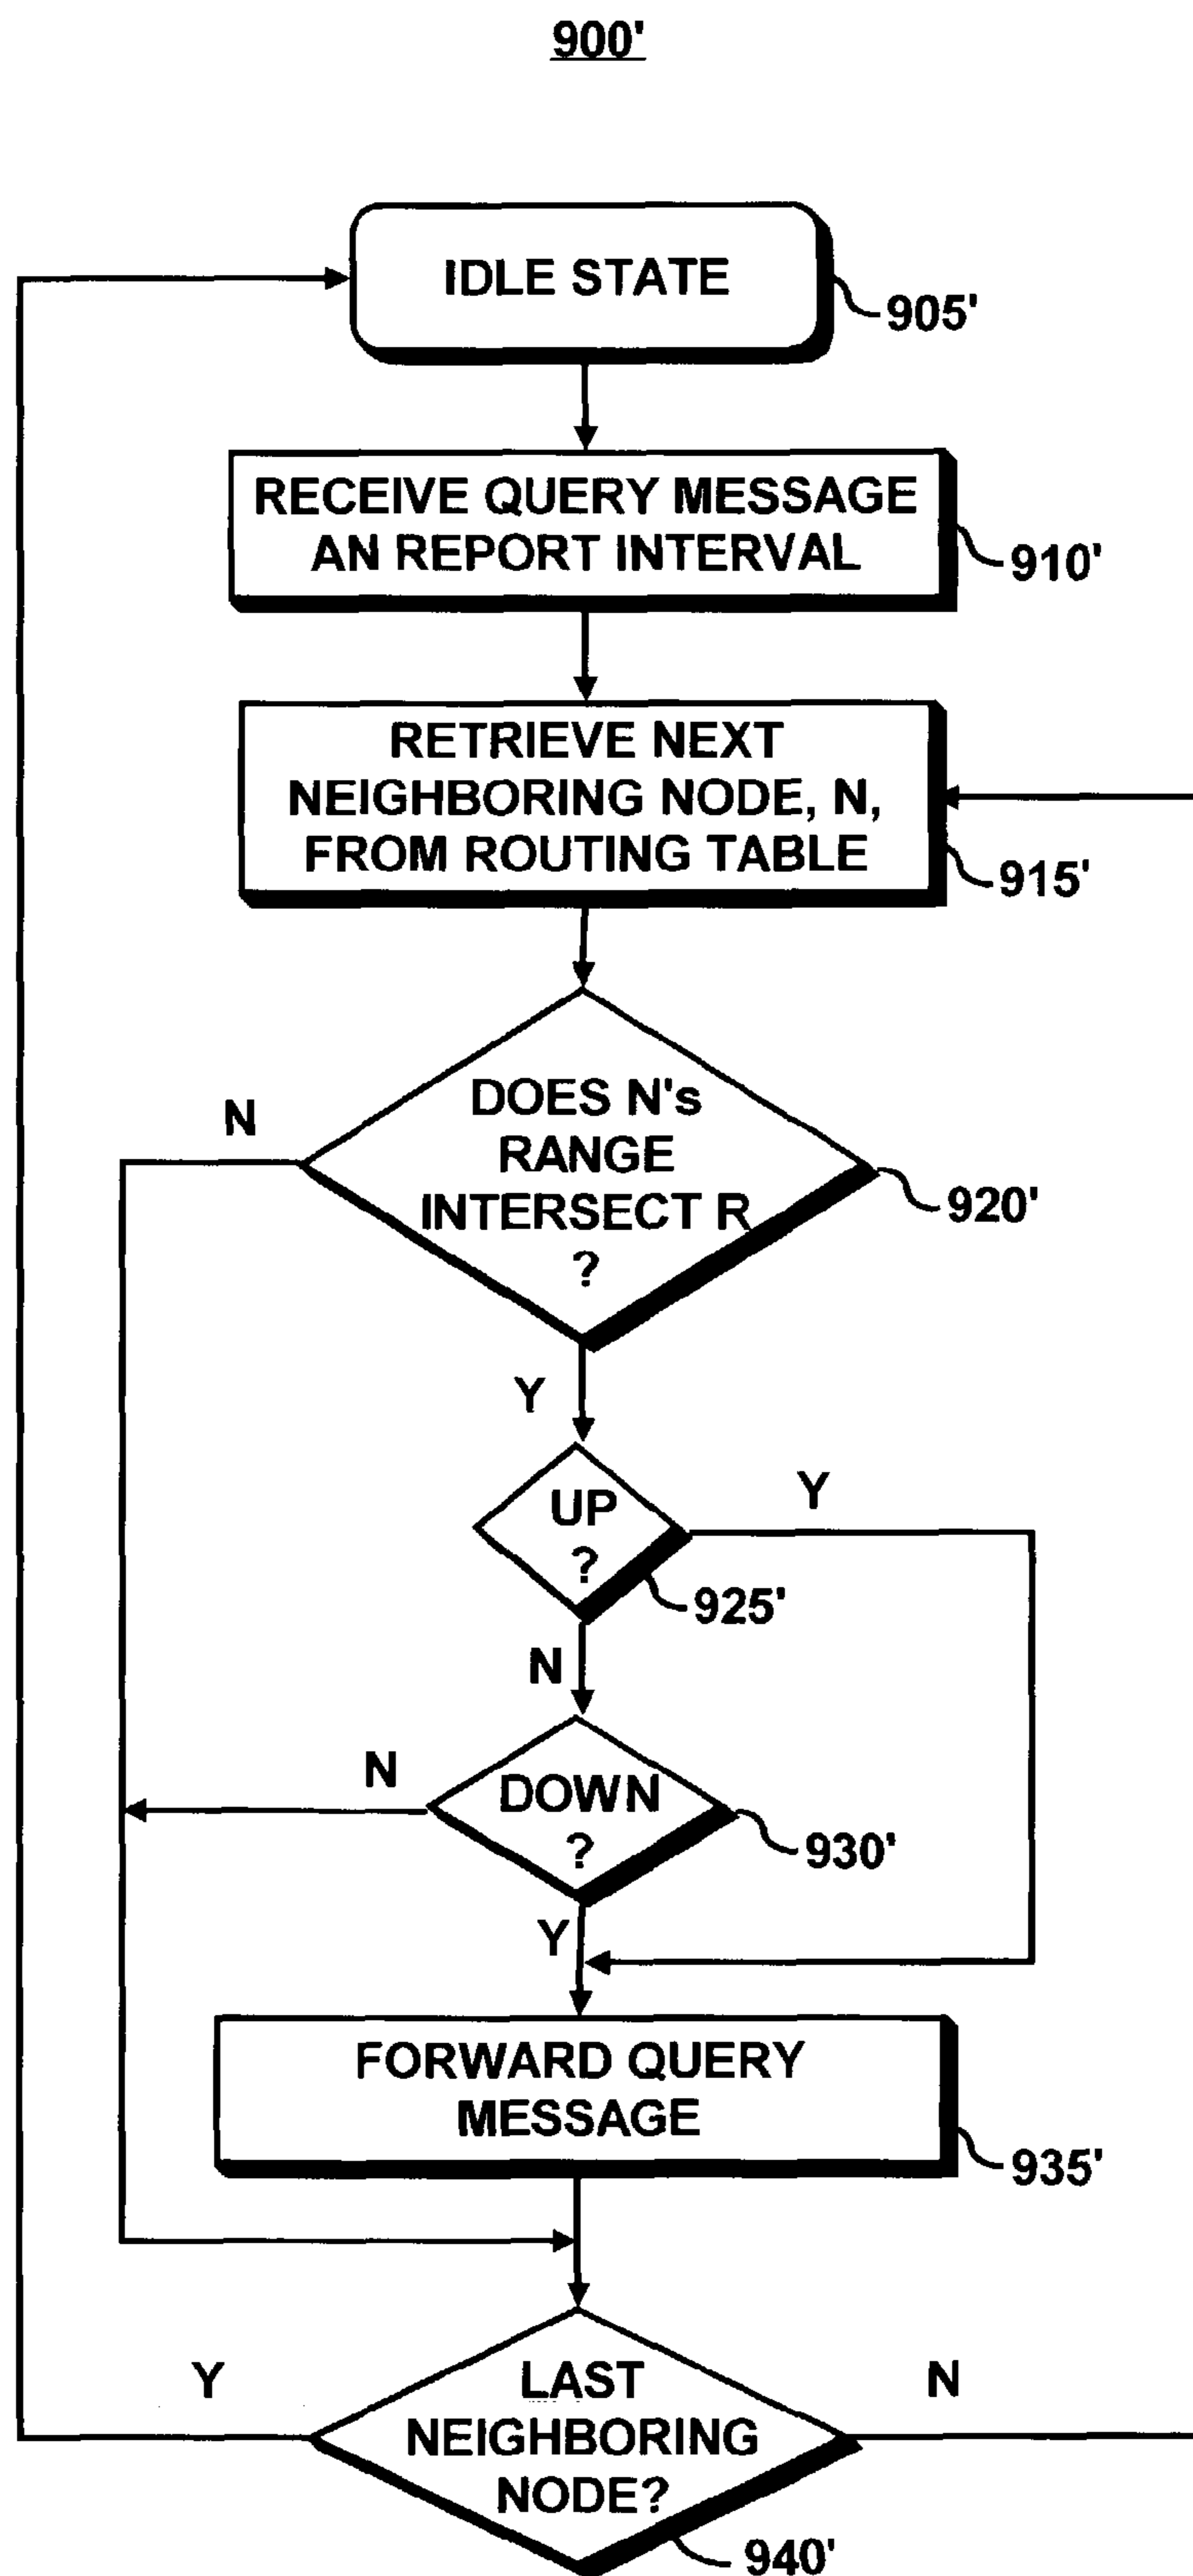 900'
IDLE STATE
905'
RECEIVE QUERY MESSAGE
AN REPORT INTERVAL
910'
RETRIEVE NEXT
NEIGHBORING NODE, N,
FROM ROUTING TABLE
915'
DOES N's
RANGE
INTERSECT R
?
N
920'
Y
UP
?
Y
925'
N
DOWN
?
N
930'
Y
FORWARD QUERY
MESSAGE
935'
LAST
NEIGHBORING
NODE?
Y
N
940'